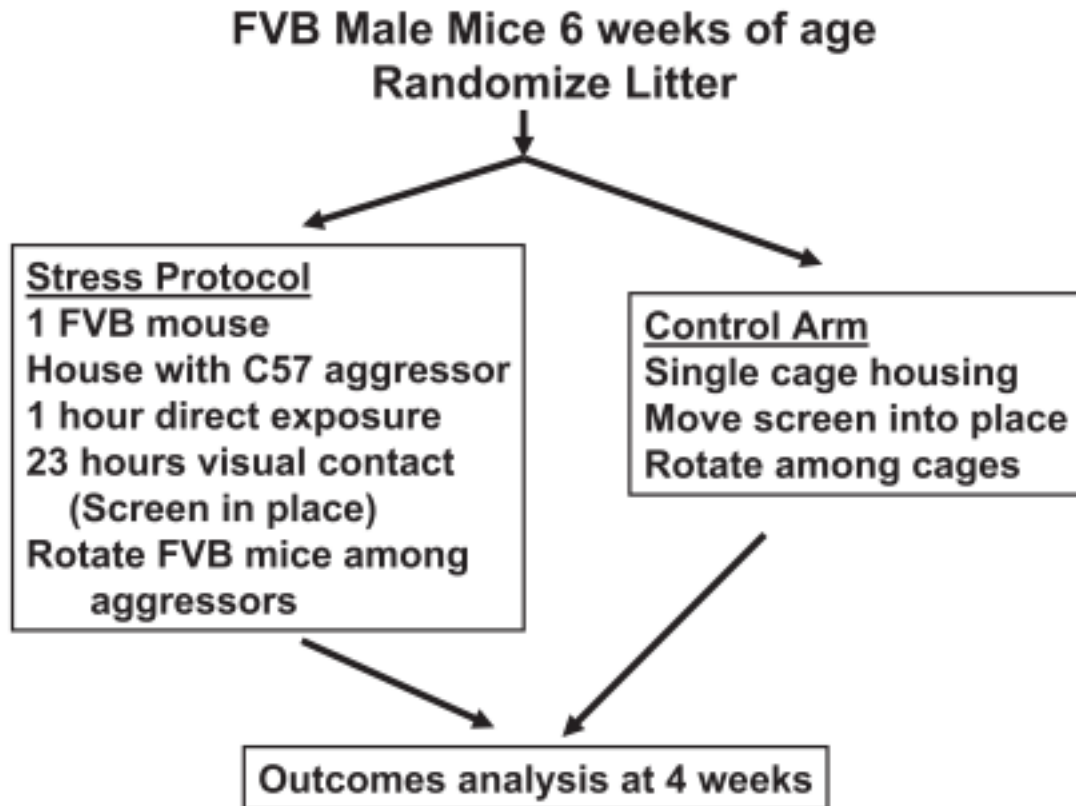 FVB Male Mice 6 weeks of age
Randomize Litter
Stress Protocol
1 FVB mouse
House with C57 aggressor
1 hour direct exposure
23 hours visual contact
(Screen in place)
Rotate FVB mice among
aggressors
Control Arm
Single cage housing
Move screen into place
Rotate among cages
Outcomes analysis at 4 weeks